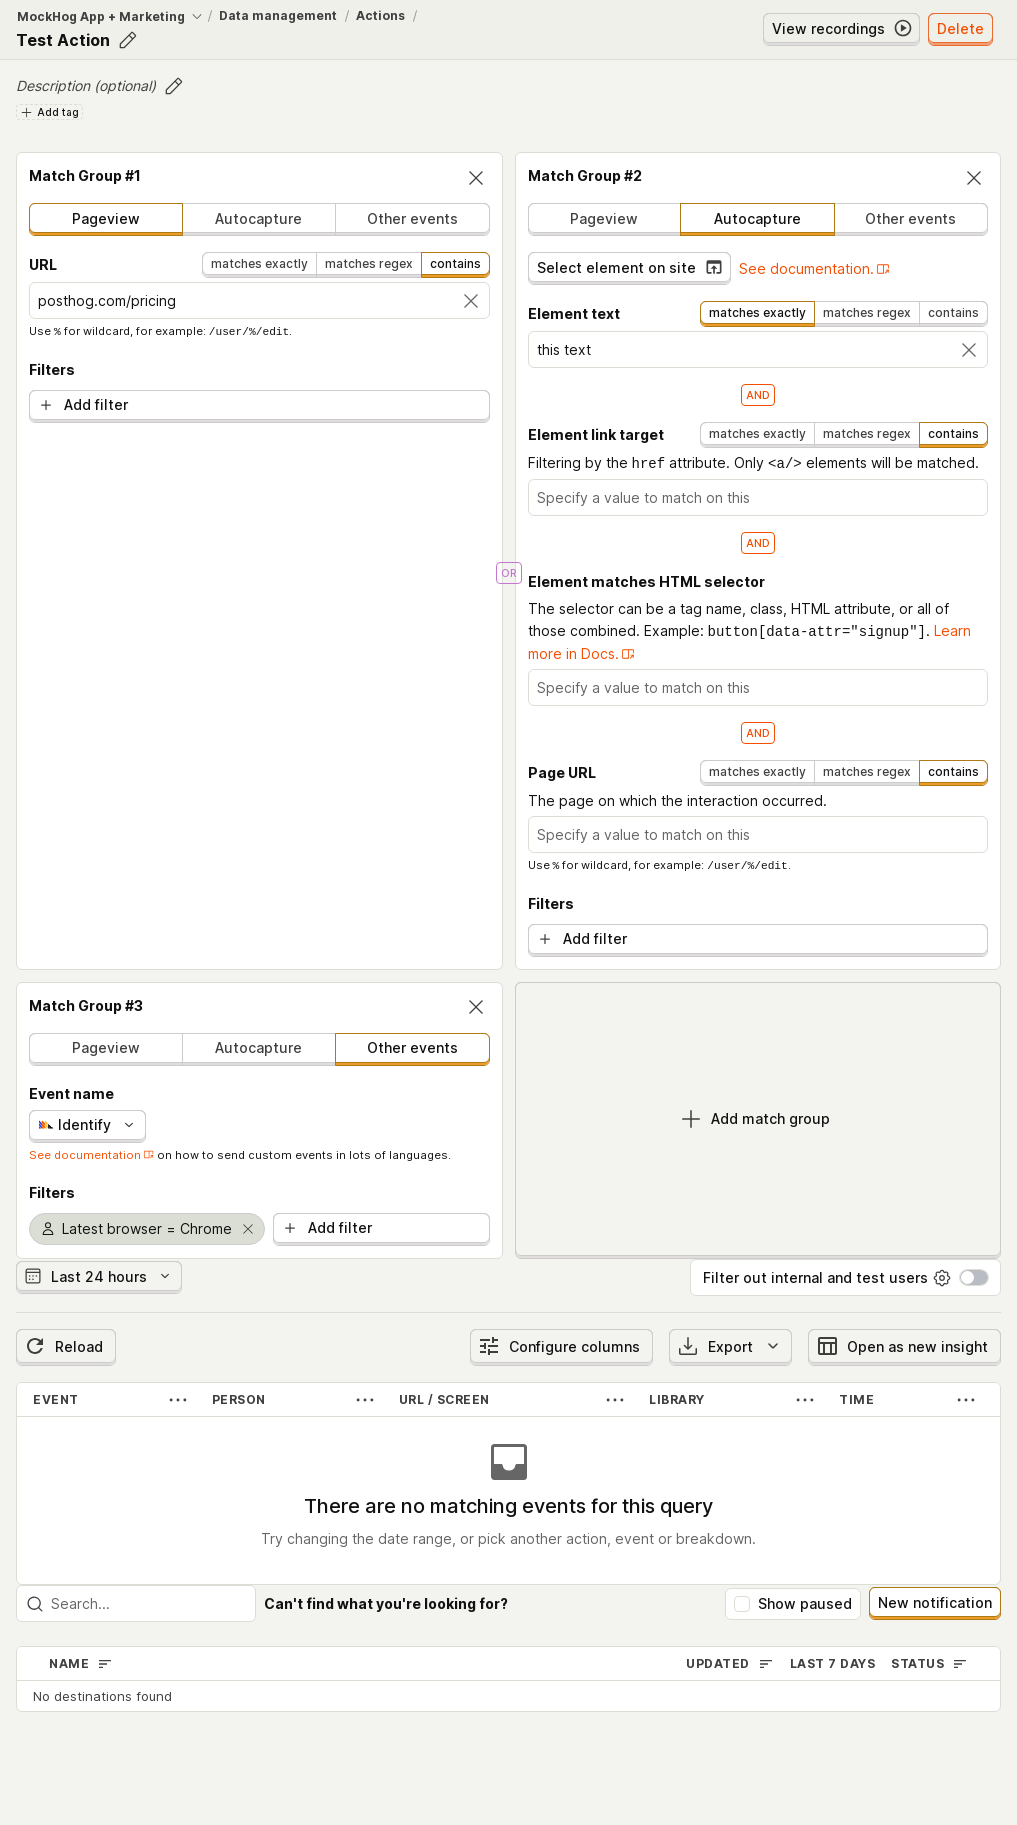 MockHog App + Marketing / Data management / Actions /
Test Action
View recordings
Delete
Description (optional)
Add tag
Match Group #1
Pageview Autocapture Other events
URL matches exactly matches regex contains
posthog.com/pricing
Use % for wildcard, for example: /user/%/edit.
Filters
Add filter
OR
Match Group #2
Pageview Autocapture Other events
Select element on site See documentation.
Element text matches exactly matches regex contains
this text
AND
Element link target matches exactly matches regex contains
Filtering by the href attribute. Only <a/> elements will be matched.
Specify a value to match on this
AND
Element matches HTML selector
The selector can be a tag name, class, HTML attribute, or all of
those combined. Example: button[data-attr="signup"]. Learn
more in Docs.
Specify a value to match on this
AND
Page URL matches exactly matches regex contains
The page on which the interaction occurred.
Specify a value to match on this
Use % for wildcard, for example: /user/%/edit.
Filters
Add filter
Match Group #3
Pageview Autocapture Other events
Event name
Identify
See documentation on how to send custom events in lots of languages.
Filters
Latest browser = Chrome Add filter
Add match group
Last 24 hours Filter out internal and test users
Reload Configure columns Export Open as new insight
EVENT PERSON URL / SCREEN LIBRARY TIME
There are no matching events for this query
Try changing the date range, or pick another action, event or breakdown.
Search... Can't find what you're looking for? Show paused New notification
NAME UPDATED LAST 7 DAYS STATUS
No destinations found